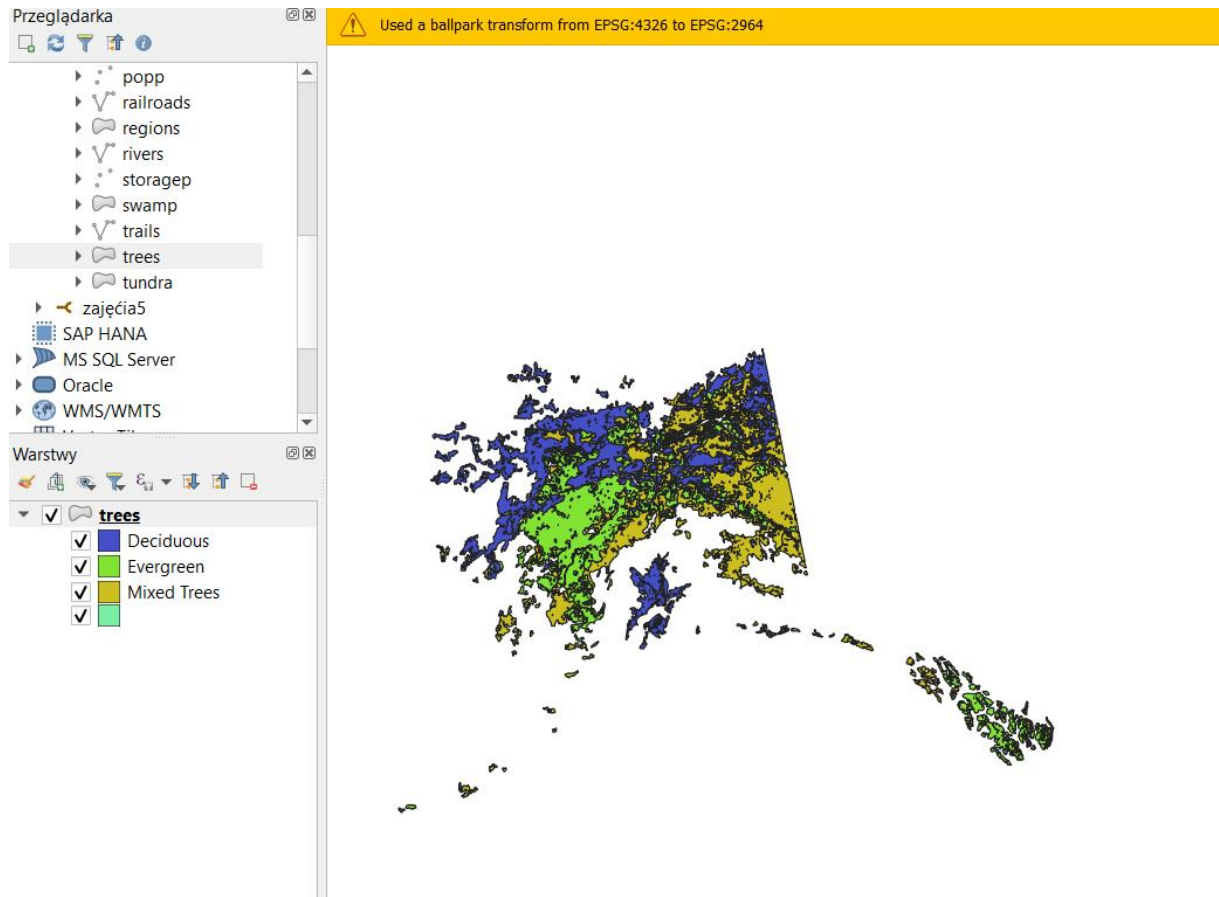 Przeglądarka
Used a ballpark transform from EPSG:4326 to EPSG:2964
popp
railroads
regions
rivers
storagep
swamp
trails
trees
tundra
zajęćia5
SAP HANA
MS SQL Server
Oracle
WMS/WMTS
Warstwy
trees
Deciduous
Evergreen
Mixed Trees